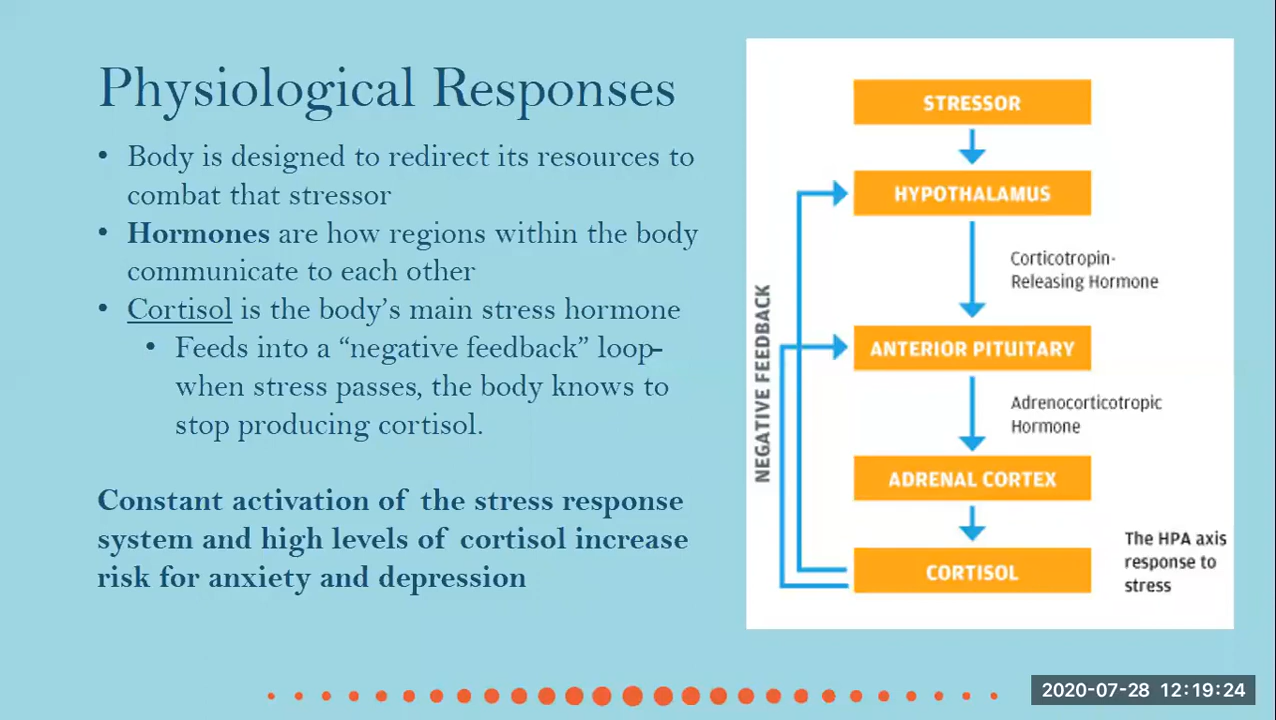 Physiological Responses
• Body is designed to redirect its resources to
combat that stressor
• Hormones are how regions within the body
communicate to each other
• Cortisol is the body’s main stress hormone
• Feeds into a “negative feedback” loop–
when stress passes, the body knows to
stop producing cortisol.
Constant activation of the stress response
system and high levels of cortisol increase
risk for anxiety and depression
STRESSOR
HYPOTHALAMUS
Corticotropin-
Releasing Hormone
NEGATIVE FEEDBACK
ANTERIOR PITUITARY
Adrenocorticotropic
Hormone
ADRENAL CORTEX
CORTISOL
The HPA axis
response to
stress
2020-07-28 12:19:24